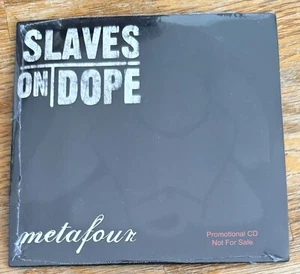 SLAVES
ON DOPE
metafour
Promotional CD
Not For Sale